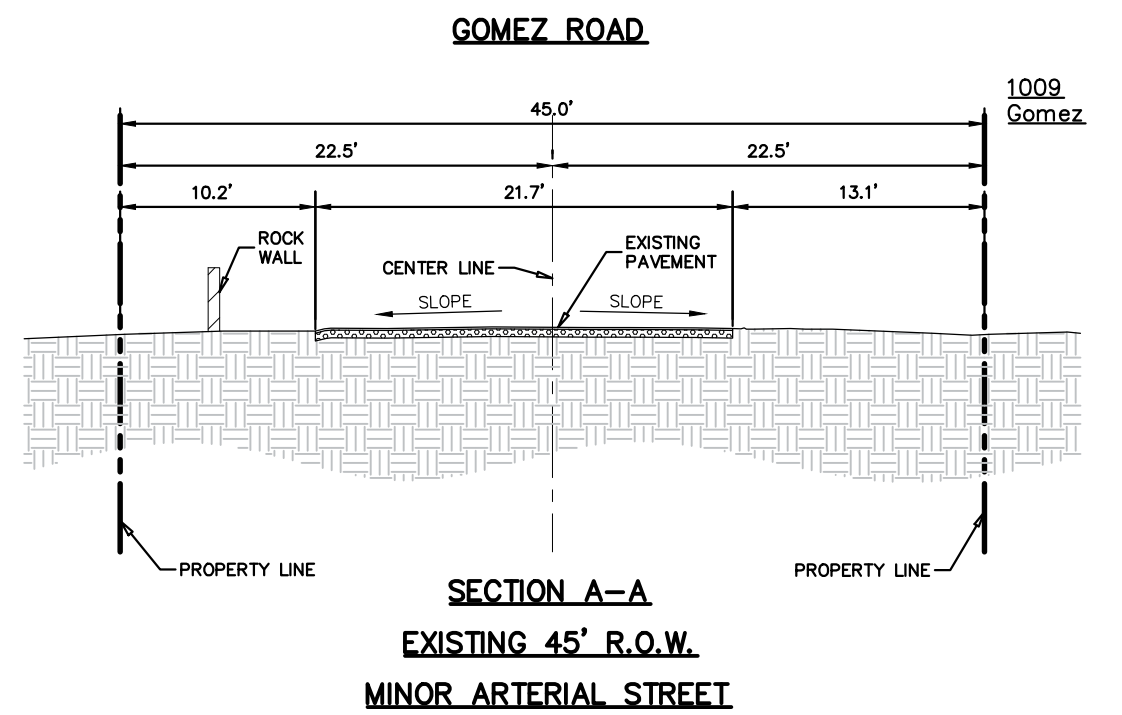 GOMEZ ROAD
1009
Gomez
45.0'
22.5'
22.5'
10.2'
21.7'
13.1'
ROCK
WALL
CENTER LINE
EXISTING
PAVEMENT
SLOPE
SLOPE
PROPERTY LINE
PROPERTY LINE
SECTION A-A
EXISTING 45' R.O.W.
MINOR ARTERIAL STREET